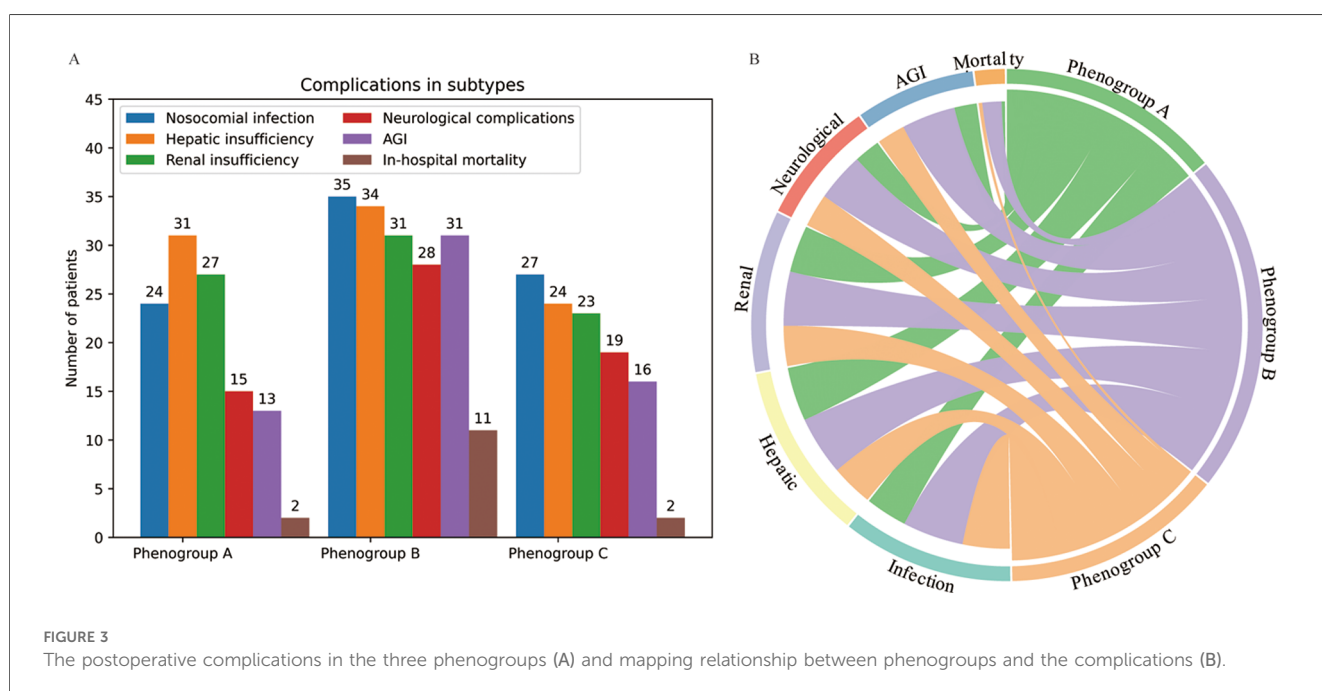 A
Complications in subtypes
45
40
35
30
25
20
15
10
5
0
Number of patients
Nosocomial infection
Hepatic insufficiency
Renal insufficiency
Neurological complications
AGI
In-hospital mortality
24
31
27
15
13
2
35
34
31
28
31
11
27
24
23
19
16
2
Phenogroup A
Phenogroup B
Phenogroup C
B
Mortalty
AGI
Neurological
Renal
Hepatic
Infection
Phenogroup A
Phenogroup B
Phenogroup C
FIGURE 3
The postoperative complications in the three phenogroups (A) and mapping relationship between phenogroups and the complications (B).